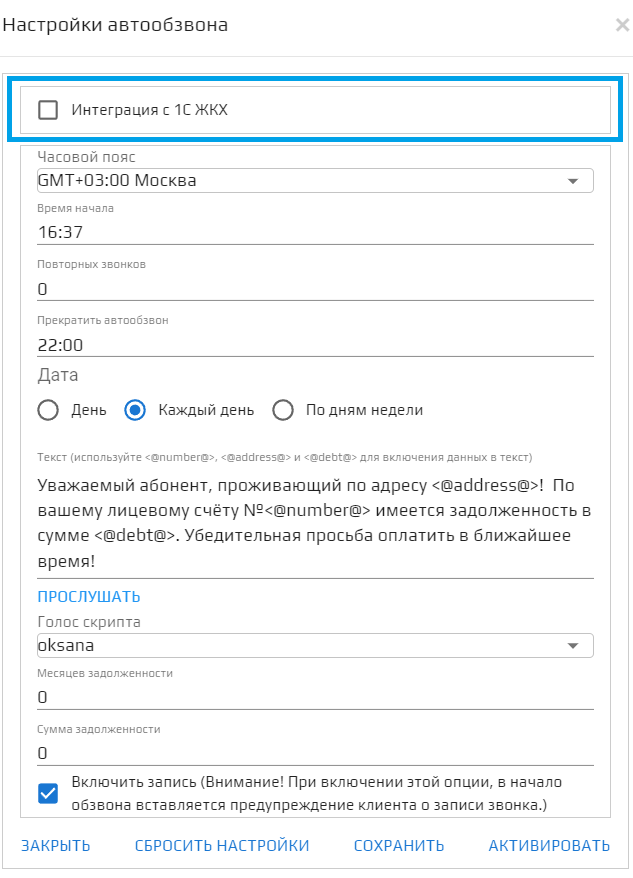 Настройки автообзвона
Интеграция с 1С ЖКХ
Часовой пояс
GMT+03:00 Москва
Время начала
16:37
Повторных звонков
0
Прекратить автообзвон
22:00
Дата
День Каждый день По дням недели
Текст (используйте <@number@>, <@address@> и <@debt@> для включения данных в текст)
Уважаемый абонент, проживающий по адресу <@address@>! По
вашему лицевому счёту №<@number@> имеется задолженность в
сумме <@debt@>. Убедительная просьба оплатить в ближайшее
время!
ПРОСЛУШАТЬ
Голос скрипта
oksana
Месяцев задолженности
0
Сумма задолженности
0
Включить запись (Внимание! При включении этой опции, в начало
обзвона вставляется предупреждение клиента о записи звонка.)
ЗАКРЫТЬ СБРОСИТЬ НАСТРОЙКИ СОХРАНИТЬ АКТИВИРОВАТЬ